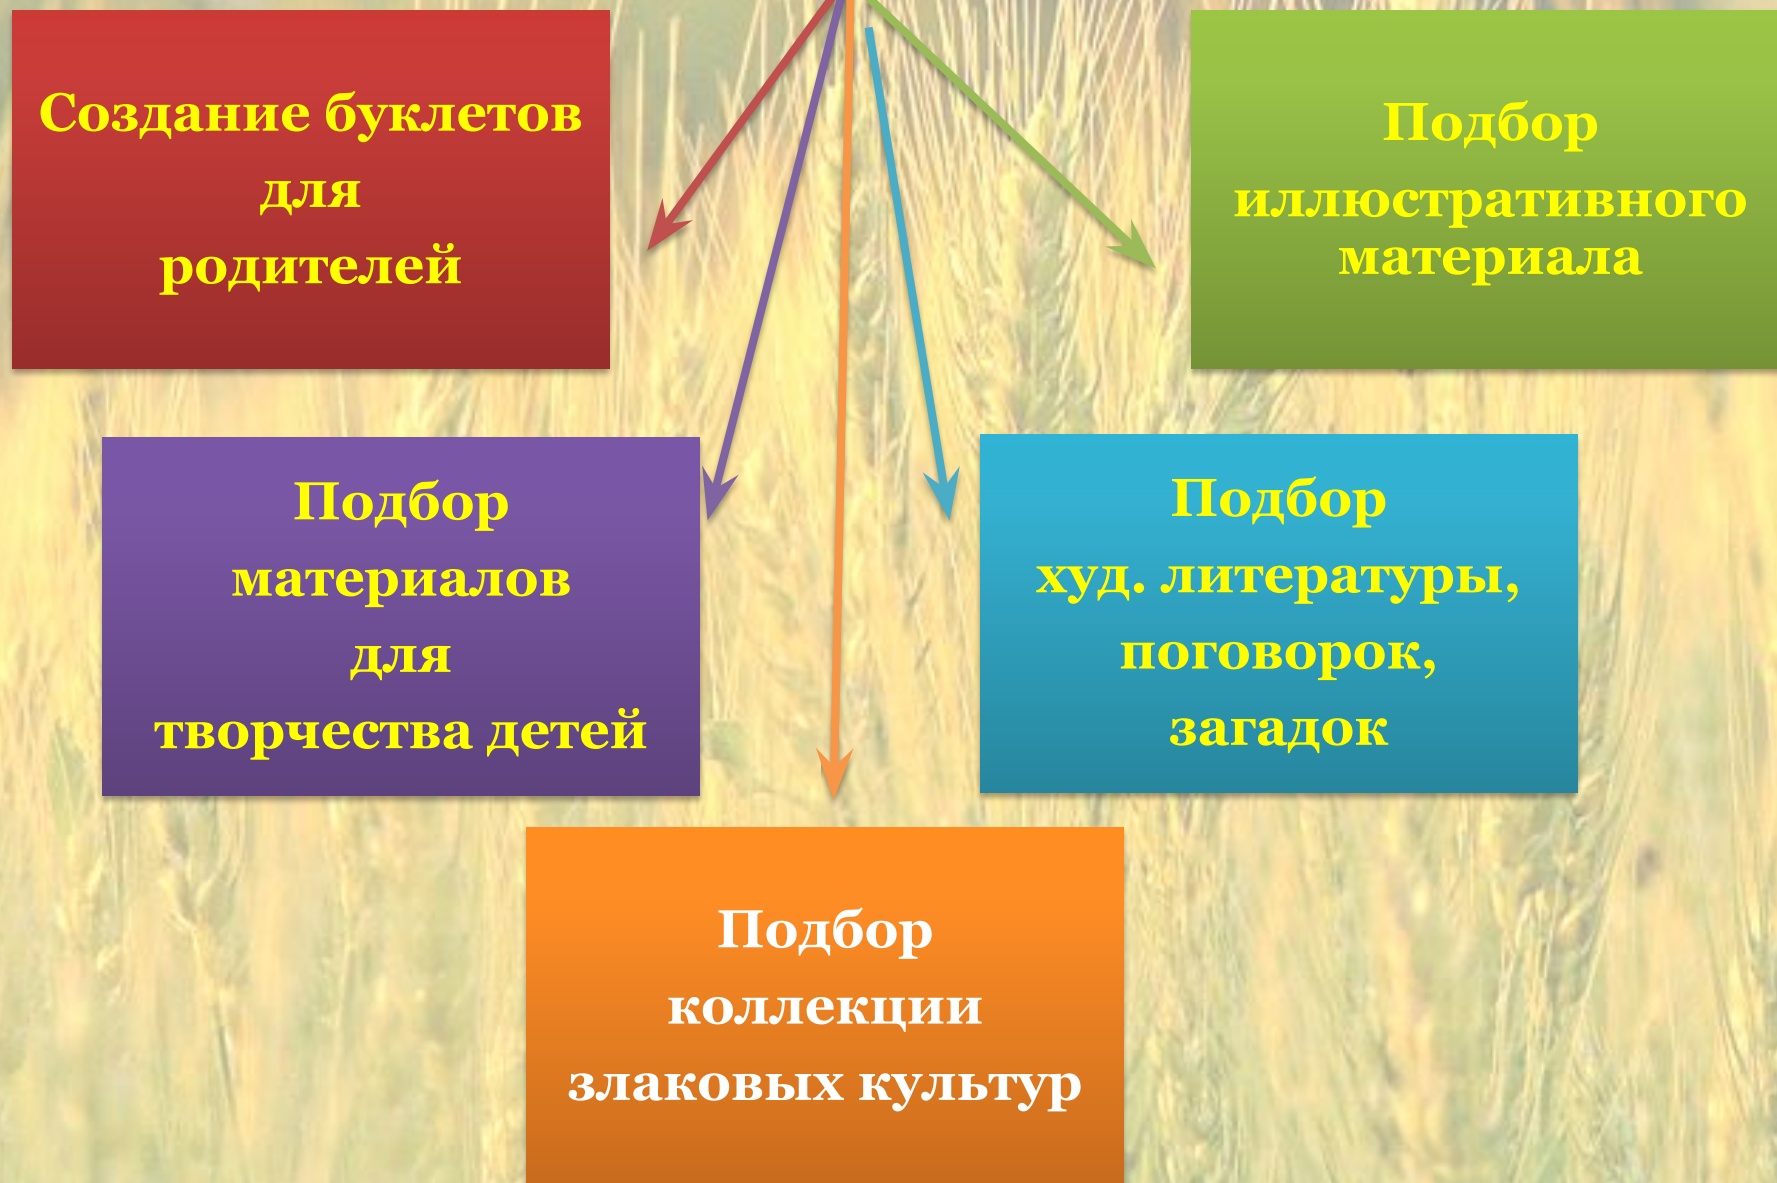 Создание буклетов
для
родителей
Подбор
иллюстративного
материала
Подбор
материалов
для
творчества детей
Подбор
худ. литературы,
поговорок,
загадок
Подбор
коллекции
злаковых культур